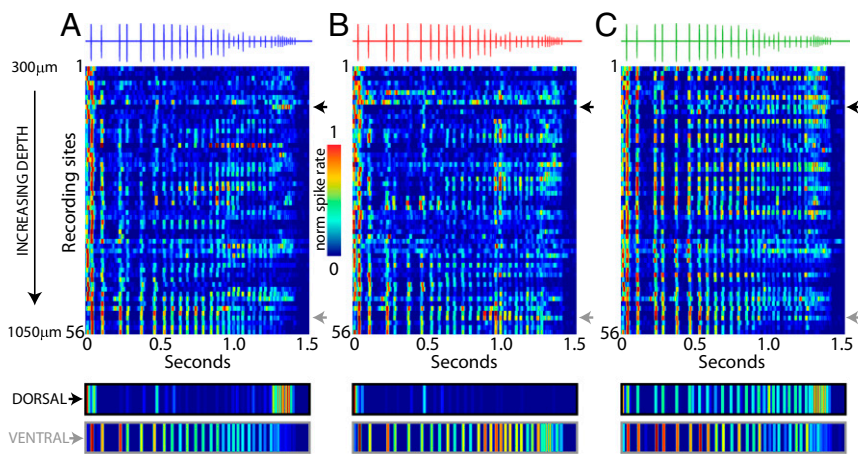 A B C
300μm 1 1 1
INCREASING DEPTH
Recording sites
1
norm spike rate
0
1050μm 56 56 56
0 0.5 1.0 1.5 0 0.5 1.0 1.5 0 0.5 1.0 1.5
Seconds Seconds Seconds
DORSAL
VENTRAL